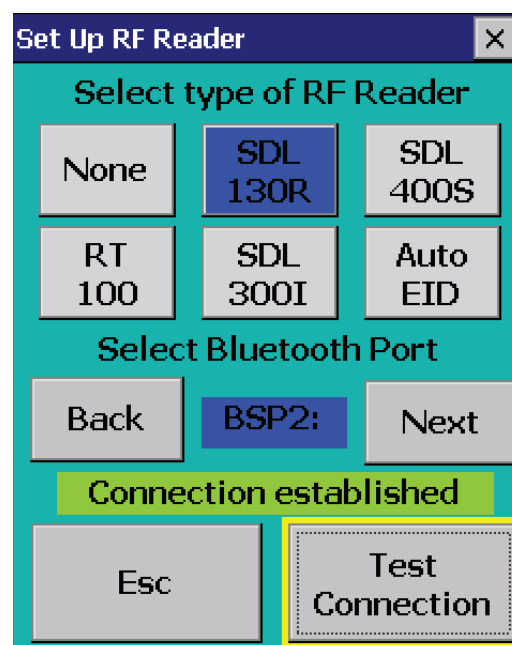 Set Up RF Reader
Select type of RF Reader
None
SDL
130R
SDL
400S
RT
100
SDL
300I
Auto
EID
Select Bluetooth Port
Back
BSP2:
Next
Connection established
Esc
Test
Connection